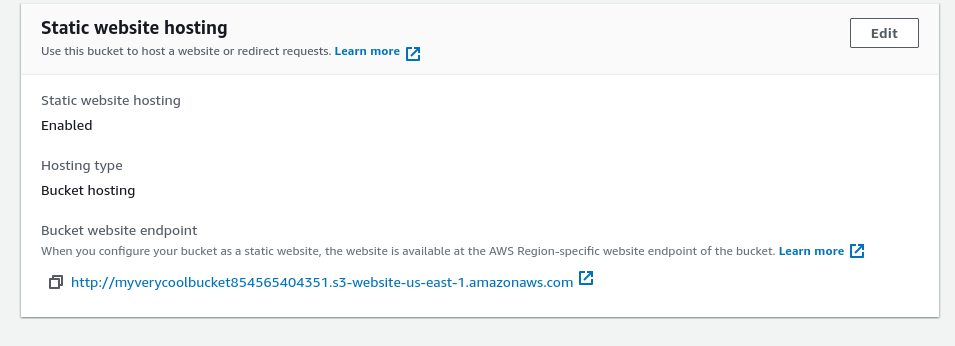 Static website hosting
Edit
Use this bucket to host a website or redirect requests. Learn more
Static website hosting
Enabled
Hosting type
Bucket hosting
Bucket website endpoint
When you configure your bucket as a static website, the website is available at the AWS Region-specific website endpoint of the bucket. Learn more
http://myverycoolbucket854565404351.s3-website-us-east-1.amazonaws.com